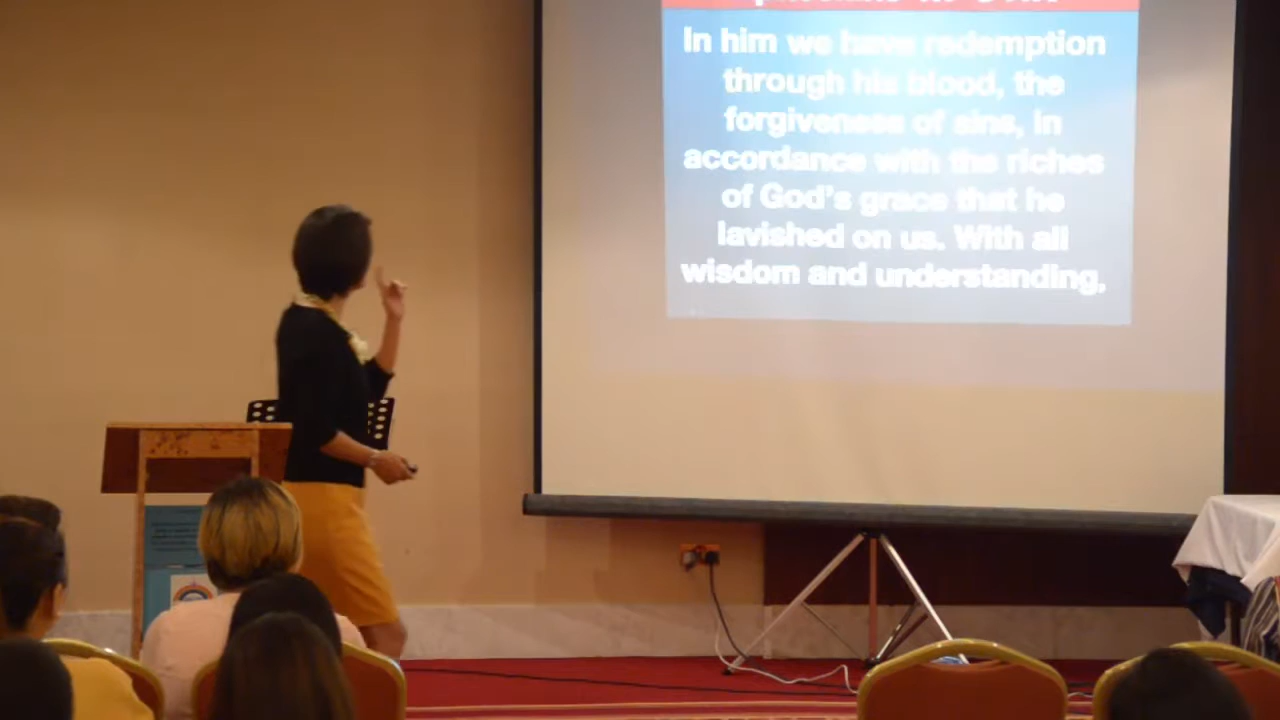 In him we have redemption
through his blood, the
forgiveness of sins, in
accordance with the riches
of God's grace that he
lavished on us. With all
wisdom and understanding,